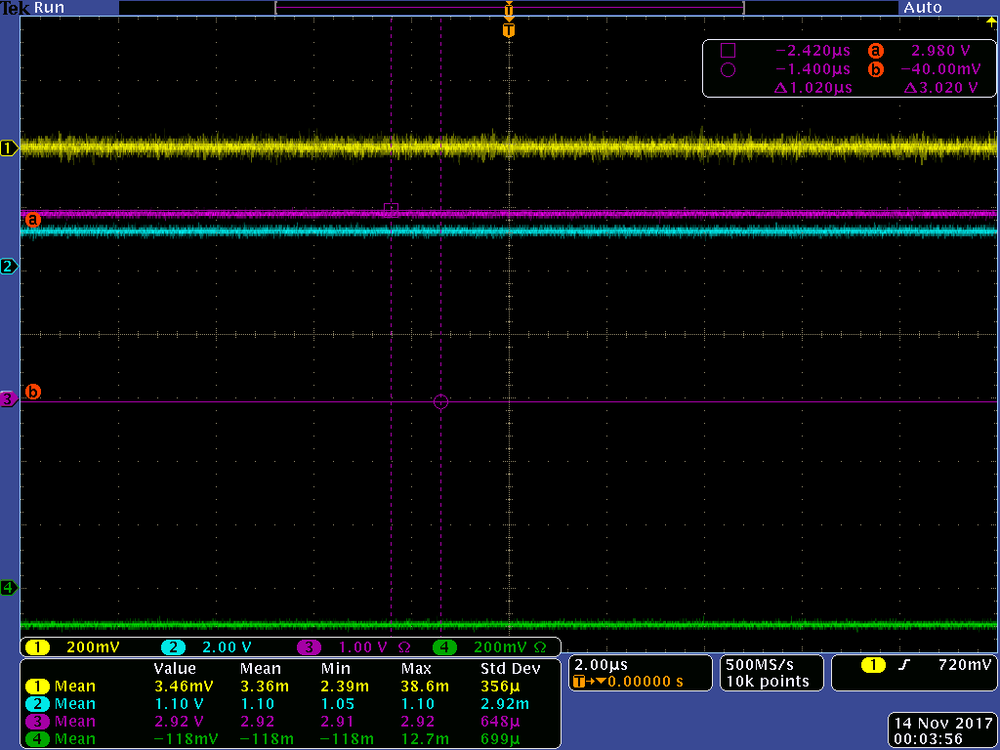 Tek Run Auto
T
T
−2.420µs a 2.980 V
−1.400µs b −40.00mV
Δ1.020µs Δ3.020 V
1
a
2
b
3
4
1 200mV 2 2.00 V 3 1.00 V Ω 4 200mV Ω
Value Mean Min Max Std Dev
1 Mean 3.46mV 3.36m 2.39m 38.6m 356µ
2 Mean 1.10 V 1.10 1.05 1.10 2.92m
3 Mean 2.92 V 2.92 2.91 2.92 648µ
4 Mean −118mV −118m −118m 12.7m 699µ
2.00µs
T→▼0.00000 s
500MS/s
10k points
1 720mV
14 Nov 2017
00:03:56